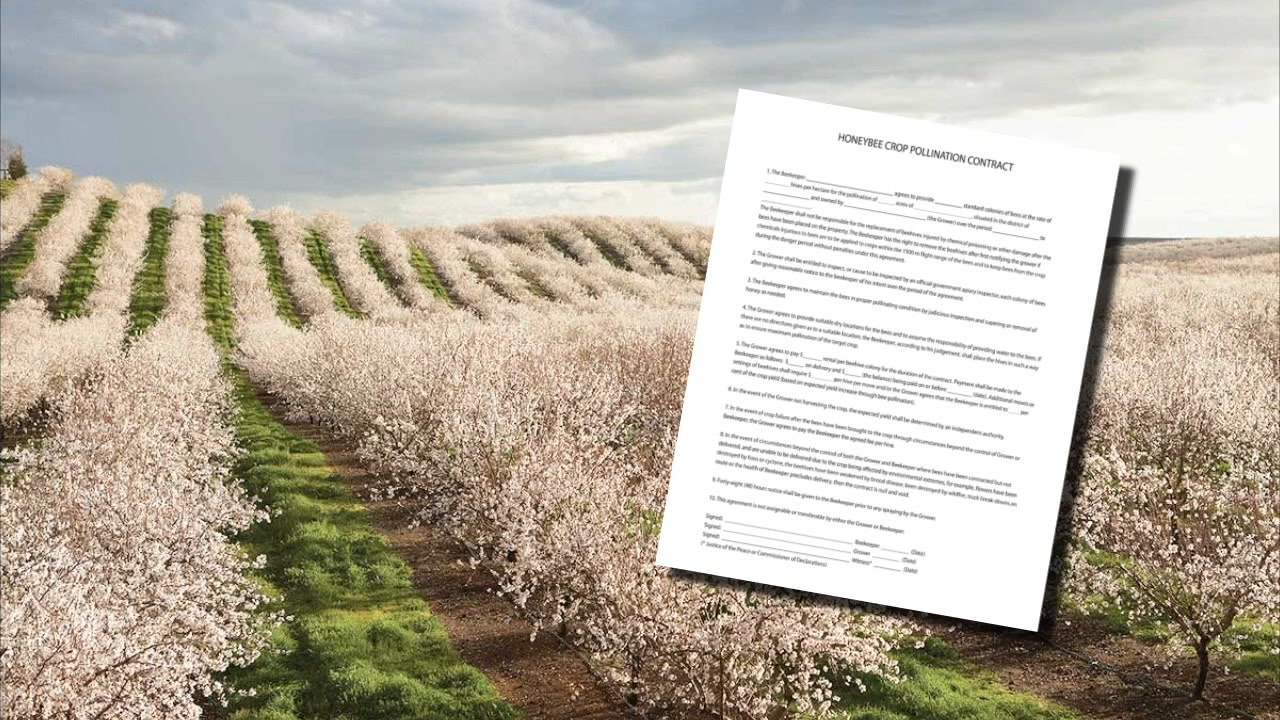 HONEYBEE CROP POLLINATION CONTRACT
1. The Beekeeper ____________________ agrees to provide _______ standard colonies of bees at the rate of
_______ hives per hectare for the pollination of _____ acres of _______________, situated in the district of
____________ and owned by ____________________ (the Grower) over the period ____________ to
____________
The Beekeeper shall not be responsible for the replacement of beehives injured by chemical poisoning or other damage after the
bees have been placed on the property. The Beekeeper has the right to remove the beehives after first notifying the grower if
chemicals injurious to bees are to be applied to crops within the 1500 m flight range of the bees and to keep bees from the crop
during the danger period without penalties under this agreement.
2. The Grower shall be entitled to inspect, or cause to be inspected by an official government apiary inspector, each colony of bees
after giving reasonable notice to the beekeeper of his intent over the period of the agreement.
3. The Beekeeper agrees to maintain the bees in proper pollinating condition by judicious inspection and supering or removal of
honey as needed.
4. The Grower agrees to provide suitable dry locations for the bees and to assume the responsibility of providing water to the bees. If
there are no directions given as to a suitable location, the Beekeeper, according to his judgement, shall place the hives in such a way
as to ensure maximum pollination of the target crop.
5. The Grower agrees to pay $_____ rental per beehive colony for the duration of the contract. Payment shall be made to the
Beekeeper as follows: $_____ on delivery and $_____ (the balance) being paid on or before _______ (date). Additional moves or
settings of beehives shall require $_____ per hive per move and/or the Grower agrees that the Beekeeper is entitled to ___ per
cent of the crop yield (based on expected yield increase through bee pollination).
6. In the event of the Grower not harvesting the crop, the expected yield shall be determined by an independent authority.
7. In the event of crop failure after the bees have been brought to the crop through circumstances beyond the control of Grower or
Beekeeper, the Grower agrees to pay the Beekeeper the agreed fee per hive.
8. In the event of circumstances beyond the control of both the Grower and Beekeeper where bees have been contracted but not
delivered, and are unable to be delivered due to the crop being affected by environmental extremes, for example, flowers have been
destroyed by frost or cyclone, the beehives have been weakened by brood disease, been destroyed by wildfire, truck break-downs en
route or the health of Beekeeper precludes delivery, then the contract is null and void.
9. Forty-eight (48) hours notice shall be given to the Beekeeper prior to any spraying by the Grower.
10. This agreement is not assignable or transferable by either the Grower or Beekeeper.
Signed: ____________________ Beekeeper _______ (Date)
Signed: ____________________ Grower _______ (Date)
Signed: ____________________ Witness* _______ (Date)
(* Justice of the Peace or Commissioner of Declarations)